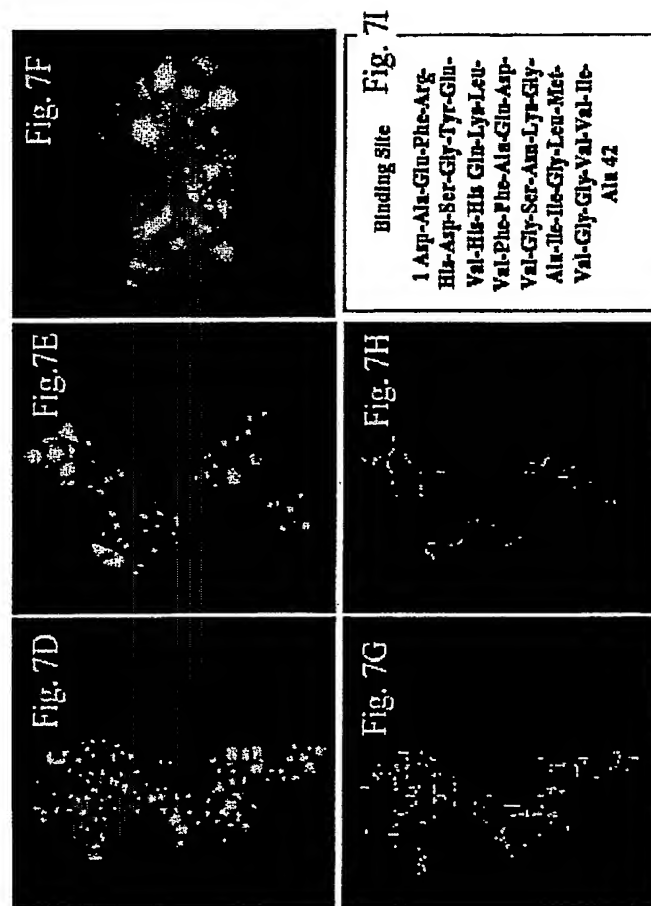 Fig. 7D
Fig.7E
Fig. 7F
Fig. 7G
Fig. 7H
Fig. 7I
Binding Site
1 Asp-Ala-Glu-Phe-Arg-
His-Asp-Ser-Gly-Tyr-Glu-
Val-His-His Gln-Lys-Leu-
Val-Phe-Phe-Ala-Glu-Asp-
Val-Gly-Ser-Asn-Lys-Gly-
Ala-Ile-Ile-Gly-Leu-Met-
Val-Gly-Gly-Val-Val-Ile-
Ala 42